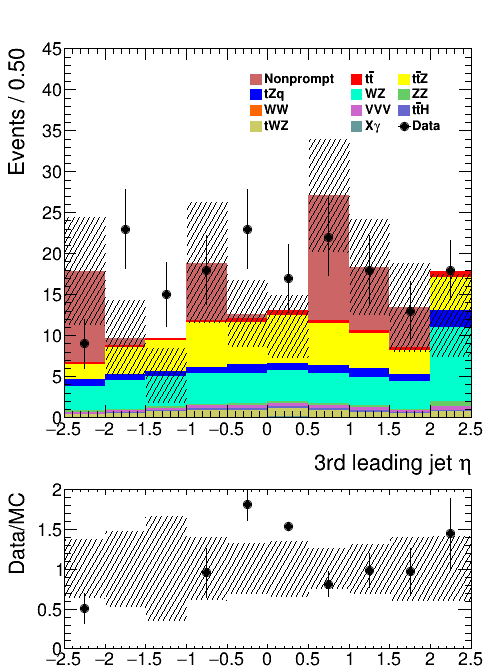 45
40
35
30
25
20
15
10
5
0
Events / 0.50
Nonprompt tt̄ tt̄Z
tZq WZ ZZ
WW VVV tt̄H
tWZ Xγ Data
−2.5 −2 −1.5 −1 −0.5 0 0.5 1 1.5 2 2.5
3rd leading jet η
2
1.5
1
0.5
0
Data/MC
−2.5 −2 −1.5 −1 −0.5 0 0.5 1 1.5 2 2.5